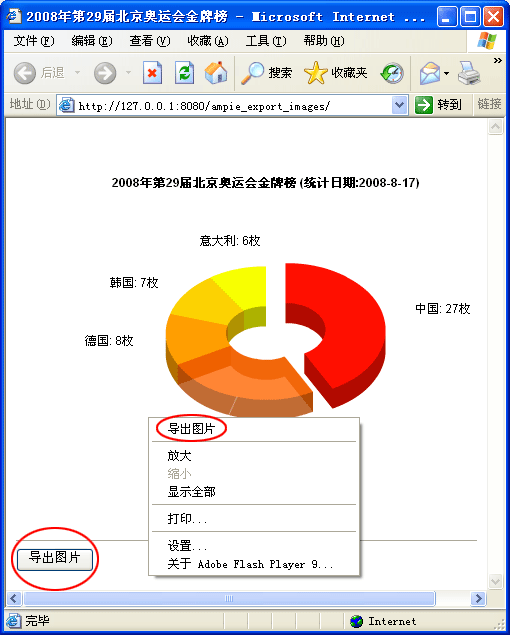 2008年第29届北京奥运会金牌榜 - Microsoft Internet ...
文件(F) 编辑(E) 查看(V) 收藏(A) 工具(T) 帮助(H)
后退 搜索 收藏夹
地址(D) http://127.0.0.1:8080/ampie_export_images/ 转到 链接
2008年第29届北京奥运会金牌榜 (统计日期:2008-8-17)
意大利: 6枚
韩国: 7枚
中国: 27枚
德国: 8枚
导出图片
放大
缩小
显示全部
打印...
设置...
关于 Adobe Flash Player 9...
导出图片
完毕 Internet